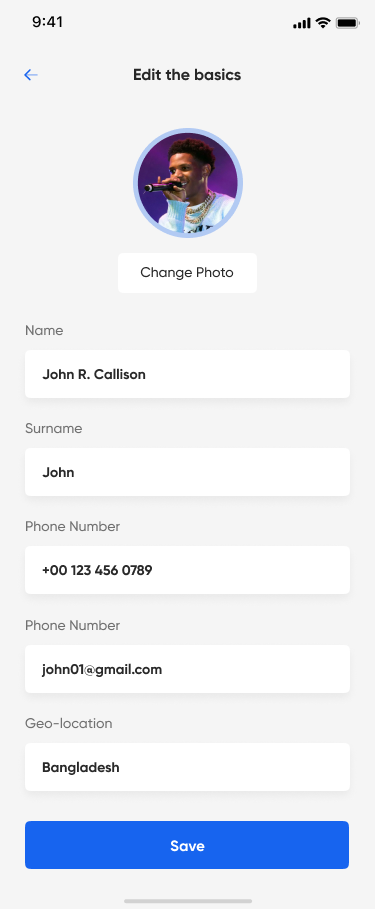 9:41
Edit the basics
Change Photo
Name
John R. Callison
Surname
John
Phone Number
+00 123 456 0789
Phone Number
john01@gmail.com
Geo-location
Bangladesh
Save